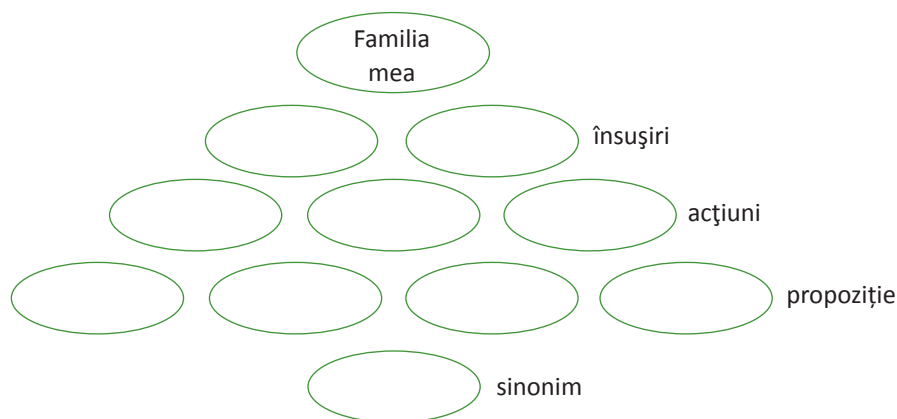 Familia
mea
însuşiri
acţiuni
propoziție
sinonim